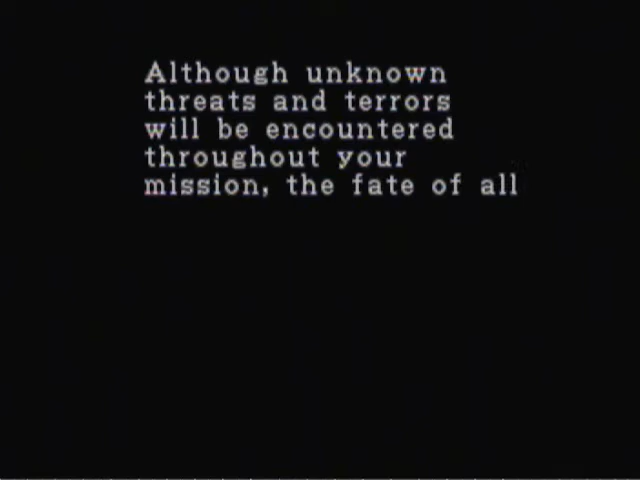 Although unknown
threats and terrors
will be encountered
throughout your
mission, the fate of all